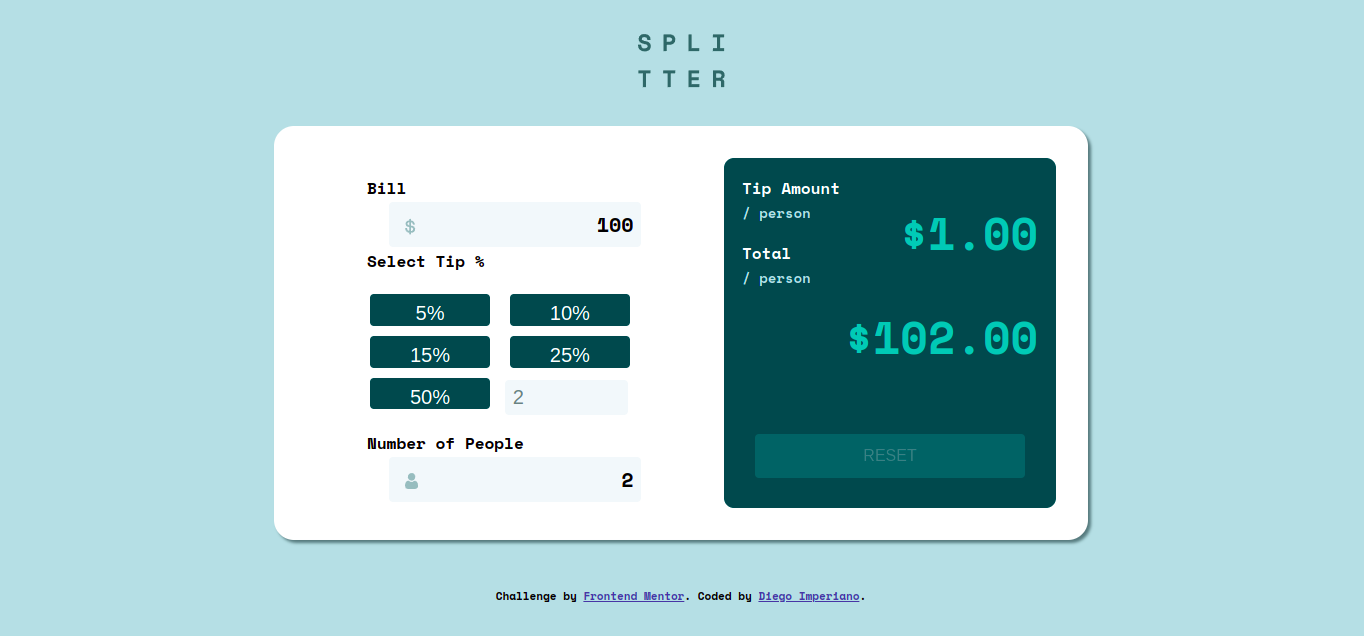 SPLI
TTER
Bill
$ 100
Select Tip %
5% 10%
15% 25%
50% 2
Number of People
2
Tip Amount
/ person
$1.00
Total
/ person
$102.00
RESET
Challenge by Frontend Mentor. Coded by Diego Imperiano.